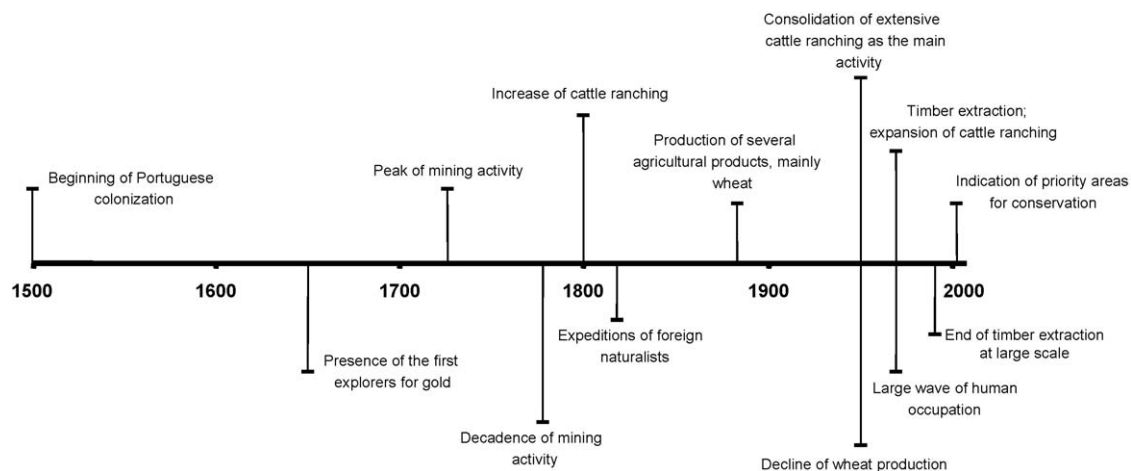 Consolidation of extensive
cattle ranching as the main
activity
Increase of cattle ranching
Timber extraction;
expansion of cattle ranching
Production of several
agricultural products, mainly
wheat
Beginning of Portuguese
colonization
Peak of mining activity
Indication of priority areas
for conservation
1500
1600
1700
1800
1900
2000
Expeditions of foreign
naturalists
End of timber extraction
at large scale
Presence of the first
explorers for gold
Large wave of human
occupation
Decadence of mining
activity
Decline of wheat production